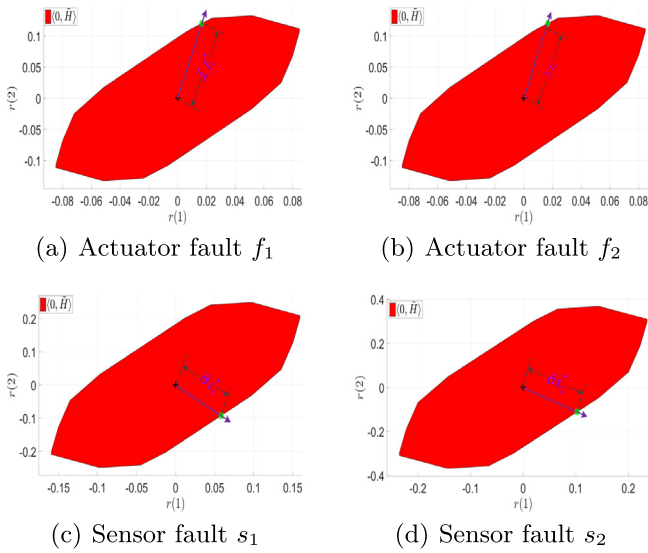 ⟨0, H̃⟩ ⟨0, H̃⟩
0.1 0.1
0.05 0.05
r(2) 0 r(2) 0
-0.05 -0.05
-0.1 -0.1
-0.08 -0.06 -0.04 -0.02 0 0.02 0.04 0.06 0.08 -0.08 -0.06 -0.04 -0.02 0 0.02 0.04 0.06 0.08
r(1) r(1)
(a) Actuator fault f₁ (b) Actuator fault f₂
⟨0, H̃⟩ 0.4
0.2 ⟨0, H̃⟩
0.1 0.2
r(2) 0 r(2) 0
-0.1 -0.2
-0.2 -0.4
-0.15 -0.1 -0.05 0 0.05 0.1 0.15 -0.2 -0.1 0 0.1 0.2
r(1) r(1)
(c) Sensor fault s₁ (d) Sensor fault s₂